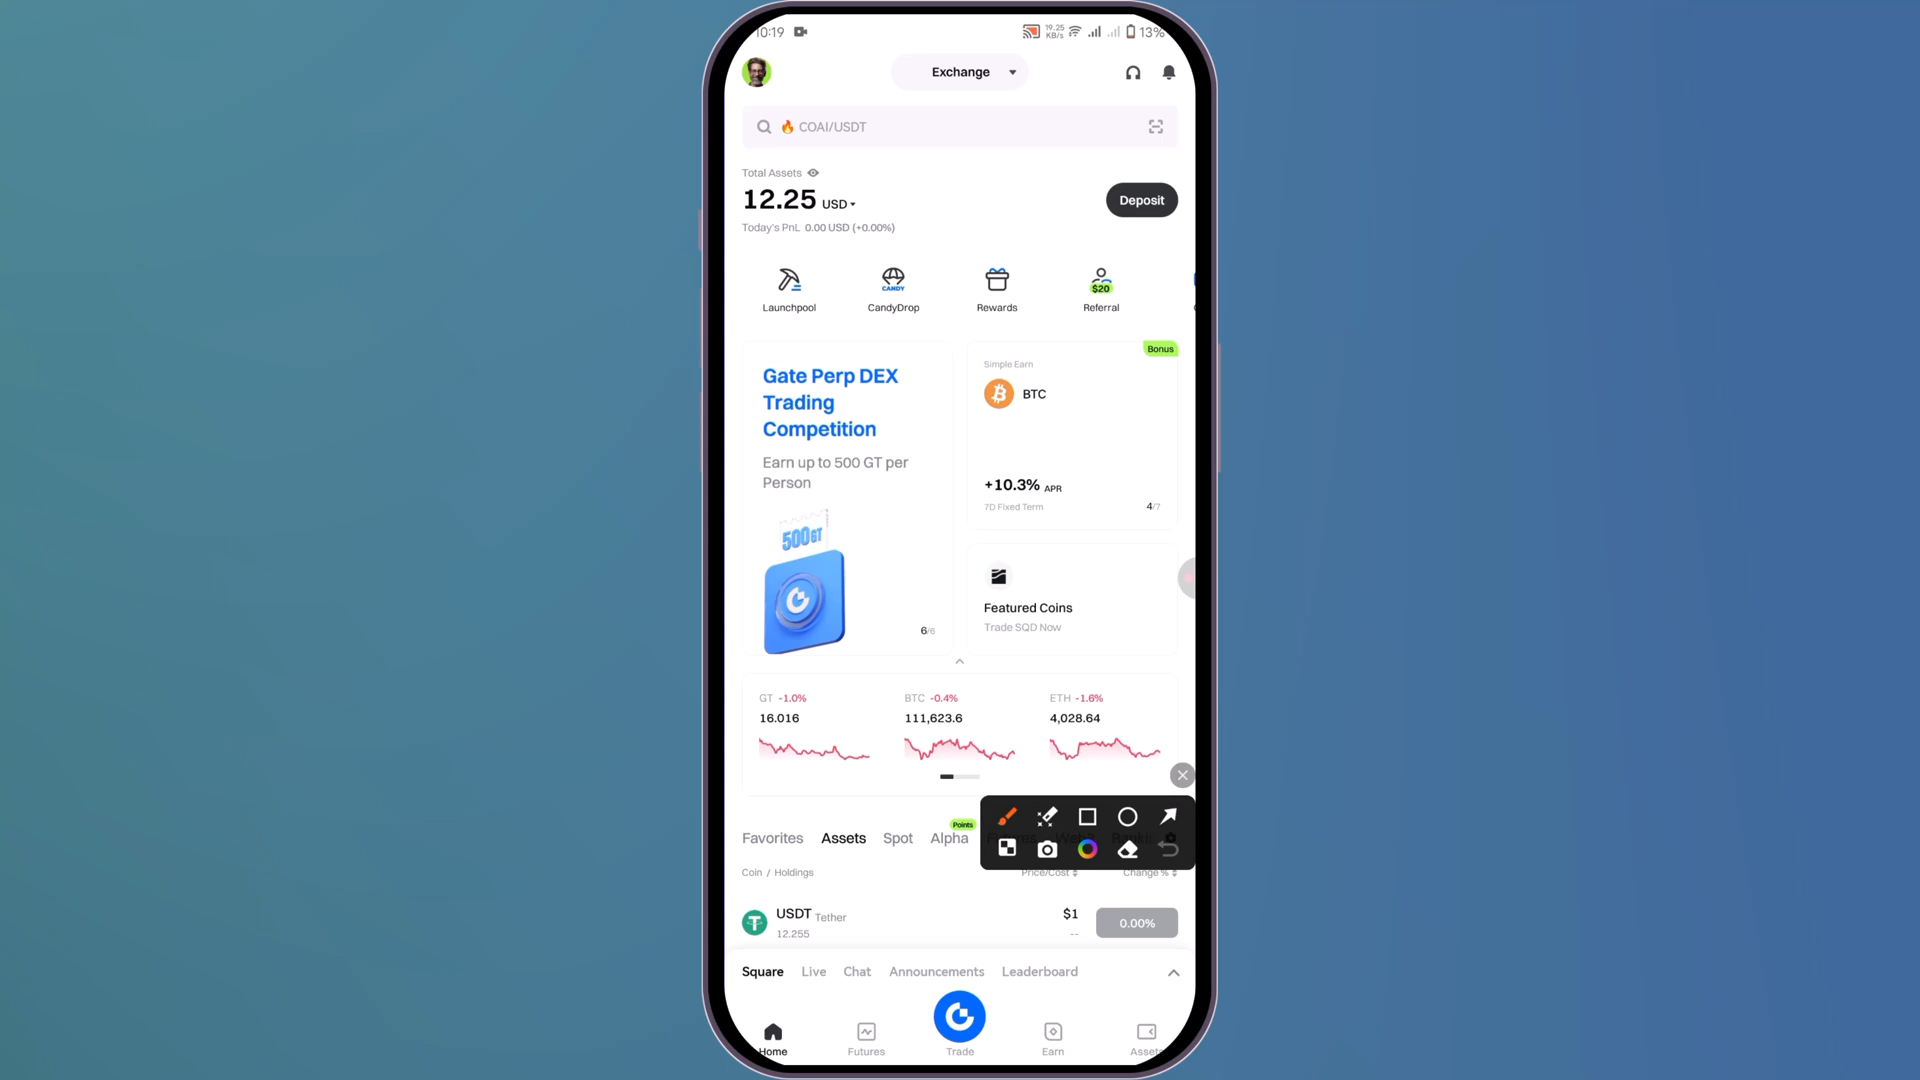 10:19 19.25 KB/s 13%
Exchange
🔥 COAI/USDT
Total Assets
12.25 USD
Deposit
Today's PnL 0.00 USD (+0.00%)
CANDY
$20
Launchpool CandyDrop Rewards Referral
Bonus
Gate Perp DEX
Trading
Competition
Earn up to 500 GT per
Person
500GT
6/6
Simple Earn
BTC
+10.3% APR
7D Fixed Term 4/7
Featured Coins
Trade SQD Now
GT -1.0% BTC -0.4% ETH -1.6%
16.016 111,623.6 4,028.64
Points
Favorites Assets Spot Alpha
Coin / Holdings Price/Cost Change %
USDT Tether $1 0.00%
12.255 --
Square Live Chat Announcements Leaderboard
Home Futures Trade Earn Assets